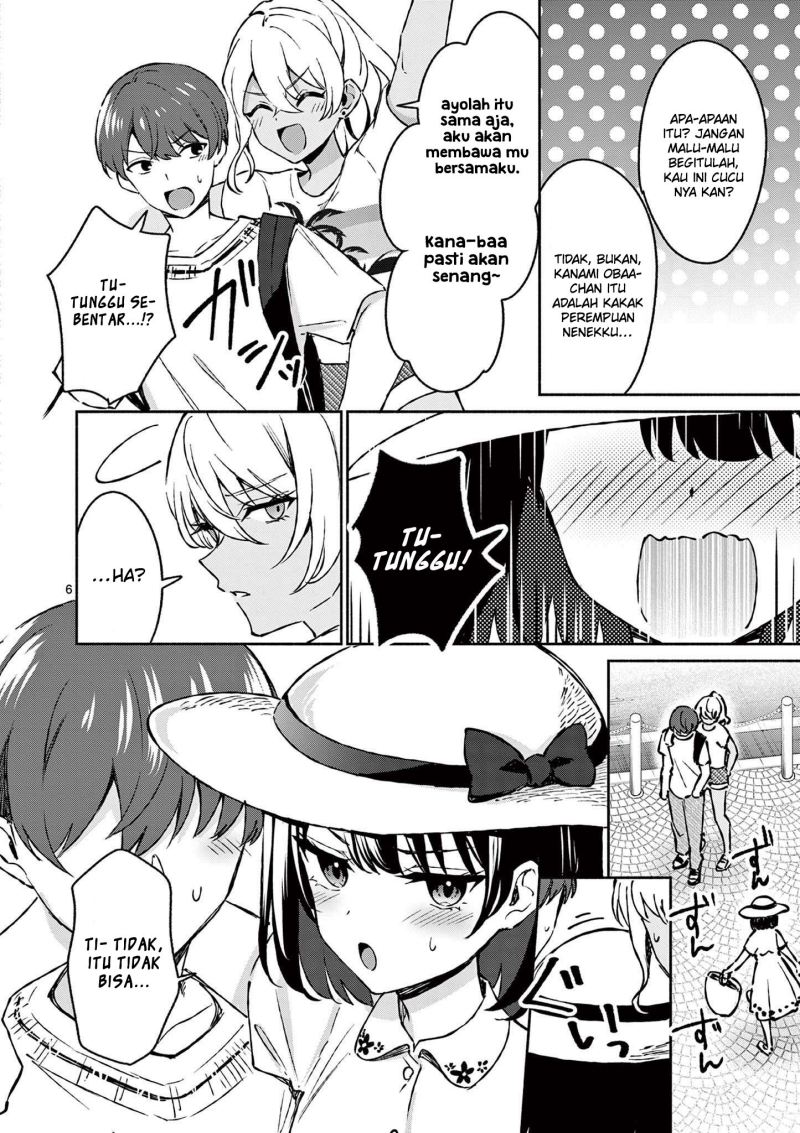 APA-APAAN
ITU? JANGAN
MALU-MALU
BEGITULAH,
KAU INI CUCU
NYA KAN?
TIDAK, BUKAN,
KANAMI OBAA-
CHAN ITU
ADALAH KAKAK
PEREMPUAN
NENEKKU...
ayolah itu
sama aja,
aku akan
membawa mu
bersamaku.
Kana-baa
pasti akan
senang~
TU-
TUNGGU SE-
BENTAR...!?
ガシッ
TU-
TUNGGU!
...HA?
6
ずん
ずん
ずん
ぐい
TI- TIDAK,
ITU TIDAK
BISA...